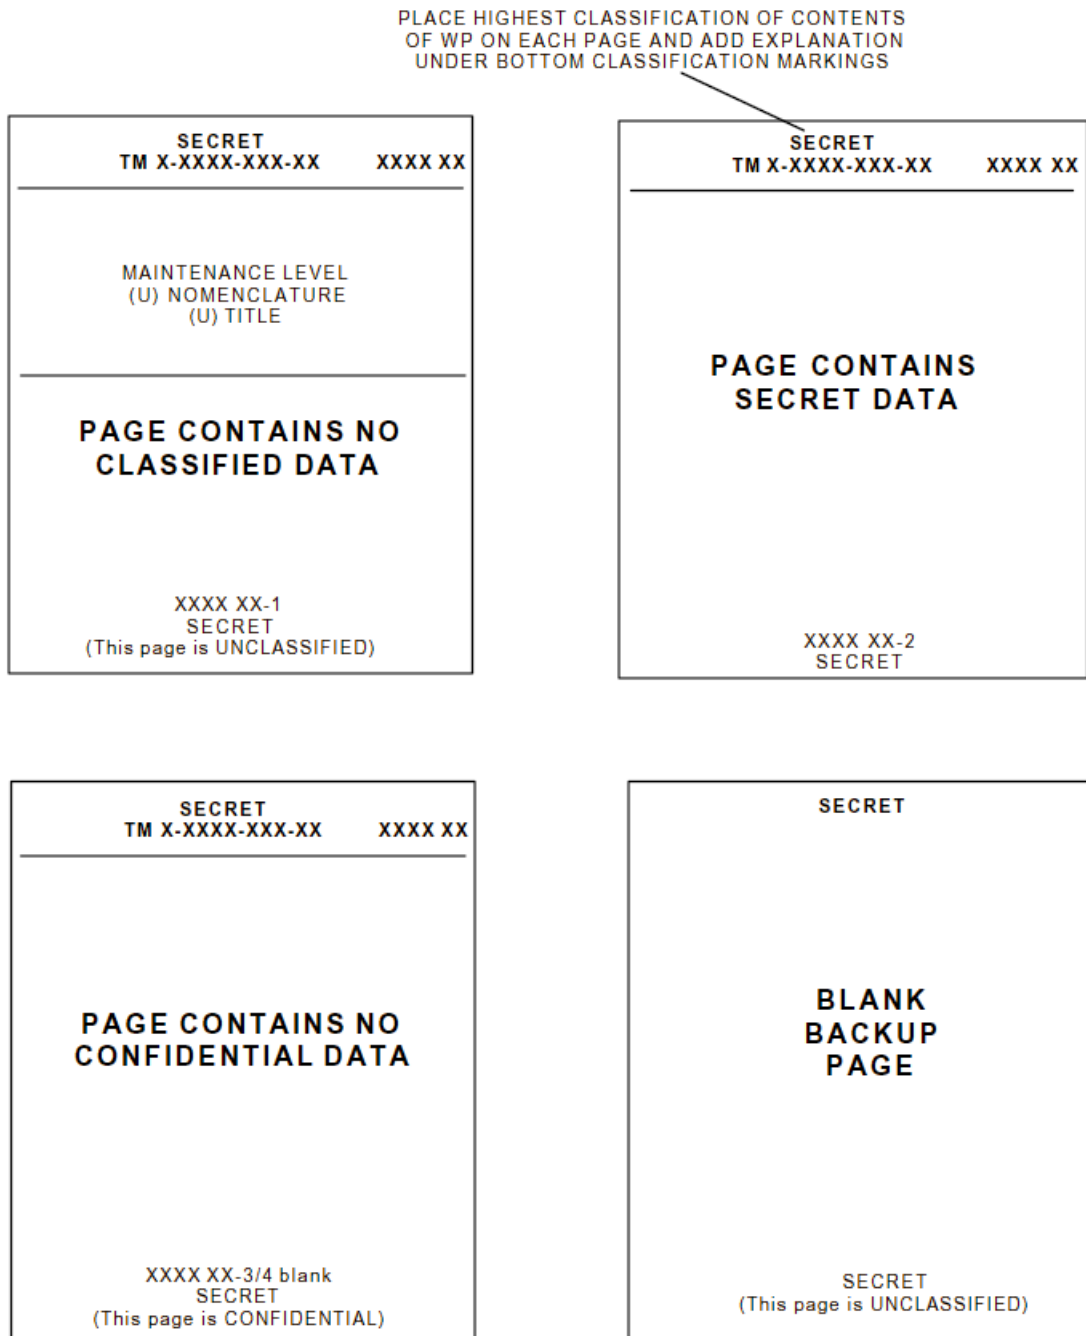 PLACE HIGHEST CLASSIFICATION OF CONTENTS
OF WP ON EACH PAGE AND ADD EXPLANATION
UNDER BOTTOM CLASSIFICATION MARKINGS
SECRET
TM X-XXXX-XXX-XX XXXX XX
MAINTENANCE LEVEL
(U) NOMENCLATURE
(U) TITLE
PAGE CONTAINS NO
CLASSIFIED DATA
XXXX XX-1
SECRET
(This page is UNCLASSIFIED)
SECRET
TM X-XXXX-XXX-XX XXXX XX
PAGE CONTAINS
SECRET DATA
XXXX XX-2
SECRET
SECRET
TM X-XXXX-XXX-XX XXXX XX
PAGE CONTAINS NO
CONFIDENTIAL DATA
XXXX XX-3/4 blank
SECRET
(This page is CONFIDENTIAL)
SECRET
BLANK
BACKUP
PAGE
SECRET
(This page is UNCLASSIFIED)